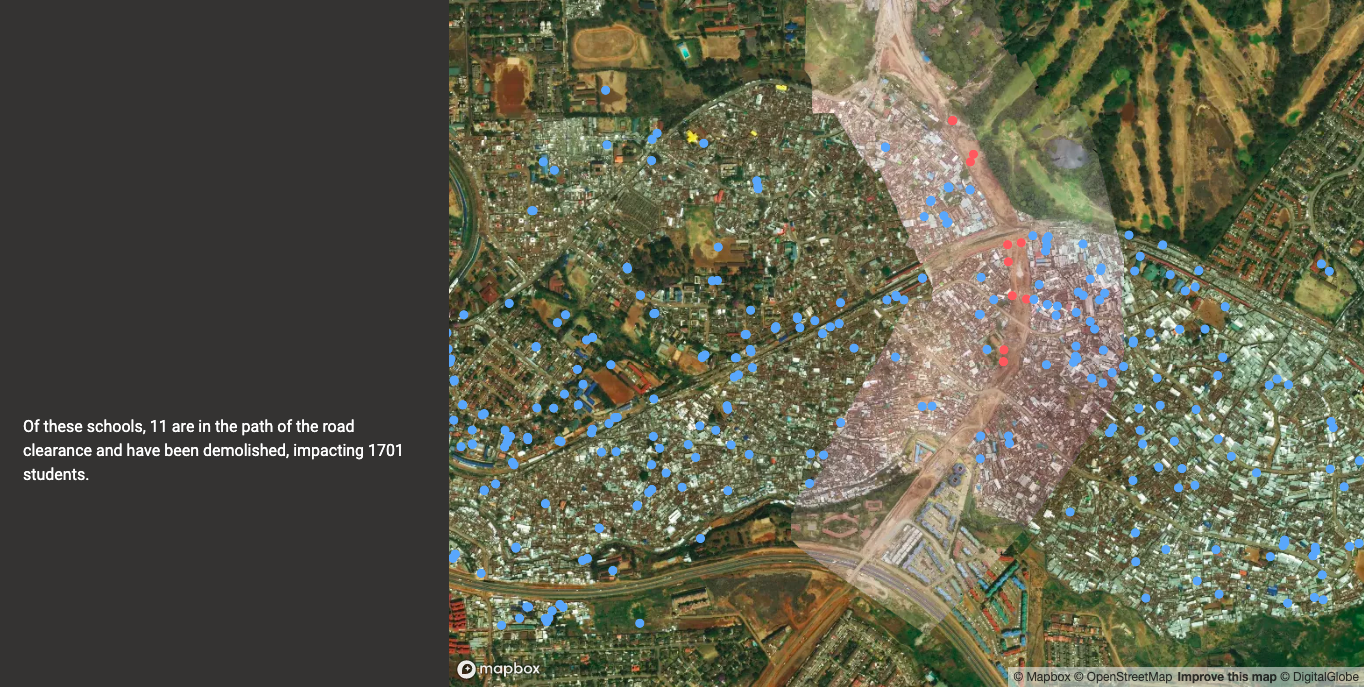 Of these schools, 11 are in the path of the road
clearance and have been demolished, impacting 1701
students.
mapbox
© Mapbox © OpenStreetMap Improve this map © DigitalGlobe